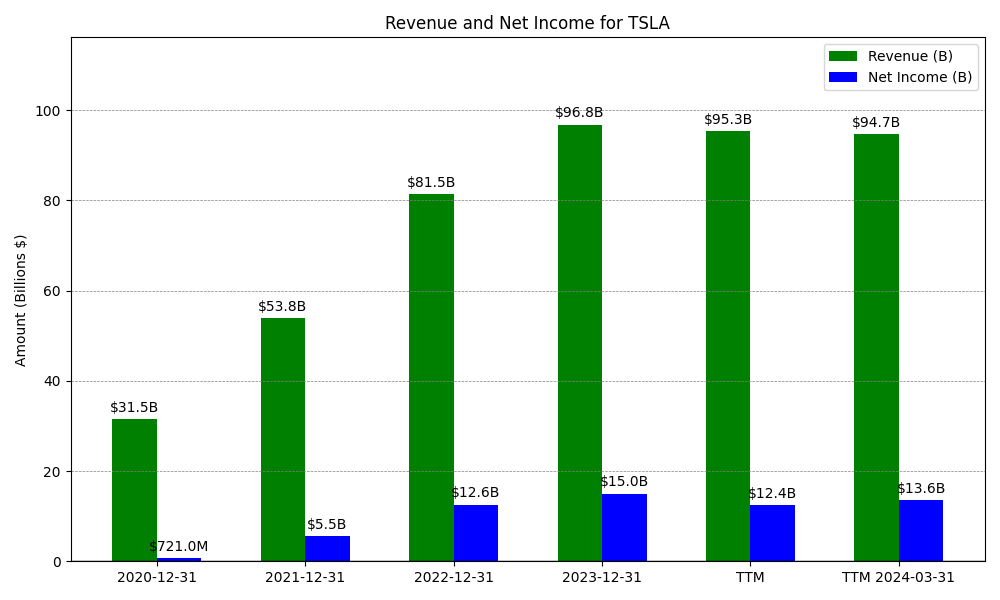 Revenue and Net Income for TSLA
Revenue (B)
Net Income (B)
Amount (Billions $)
100
80
60
40
20
0
$31.5B
$721.0M
$53.8B
$5.5B
$81.5B
$12.6B
$96.8B
$15.0B
$95.3B
$12.4B
$94.7B
$13.6B
2020-12-31
2021-12-31
2022-12-31
2023-12-31
TTM
TTM 2024-03-31